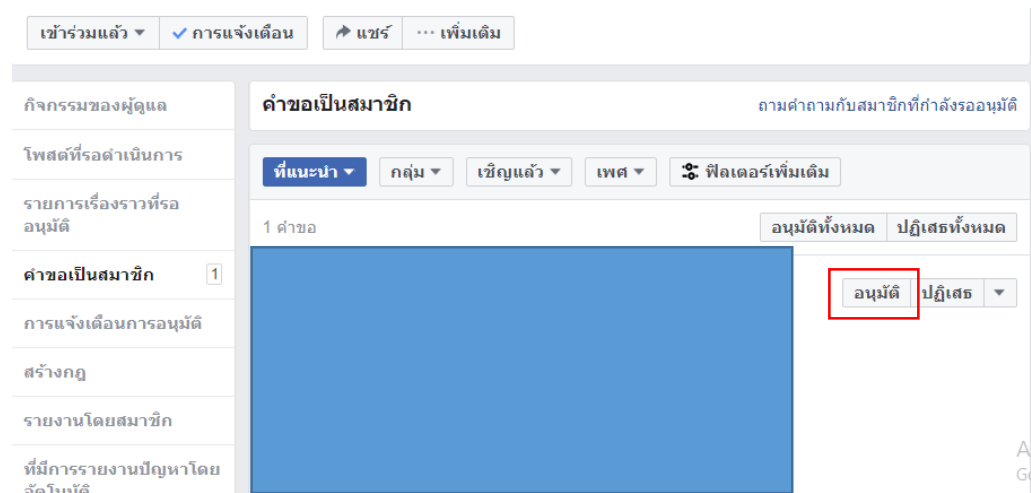 เข้าร่วมแล้ว การแจ้งเตือน แชร์ ··· เพิ่มเติม
กิจกรรมของผู้ดูแล
โพสต์ที่รอดำเนินการ
รายการเรื่องราวที่รอ
อนุมัติ
คำขอเป็นสมาชิก 1
การแจ้งเตือนการอนุมัติ
สร้างกฎ
รายงานโดยสมาชิก
ที่มีการรายงานปัญหาโดย
อัตโนมัติ
คำขอเป็นสมาชิก ถามคำถามกับสมาชิกที่กำลังรออนุมัติ
ที่แนะนำ กลุ่ม เชิญแล้ว เพศ ฟิลเตอร์เพิ่มเติม
1 คำขอ อนุมัติทั้งหมด ปฏิเสธทั้งหมด
อนุมัติ ปฏิเสธ